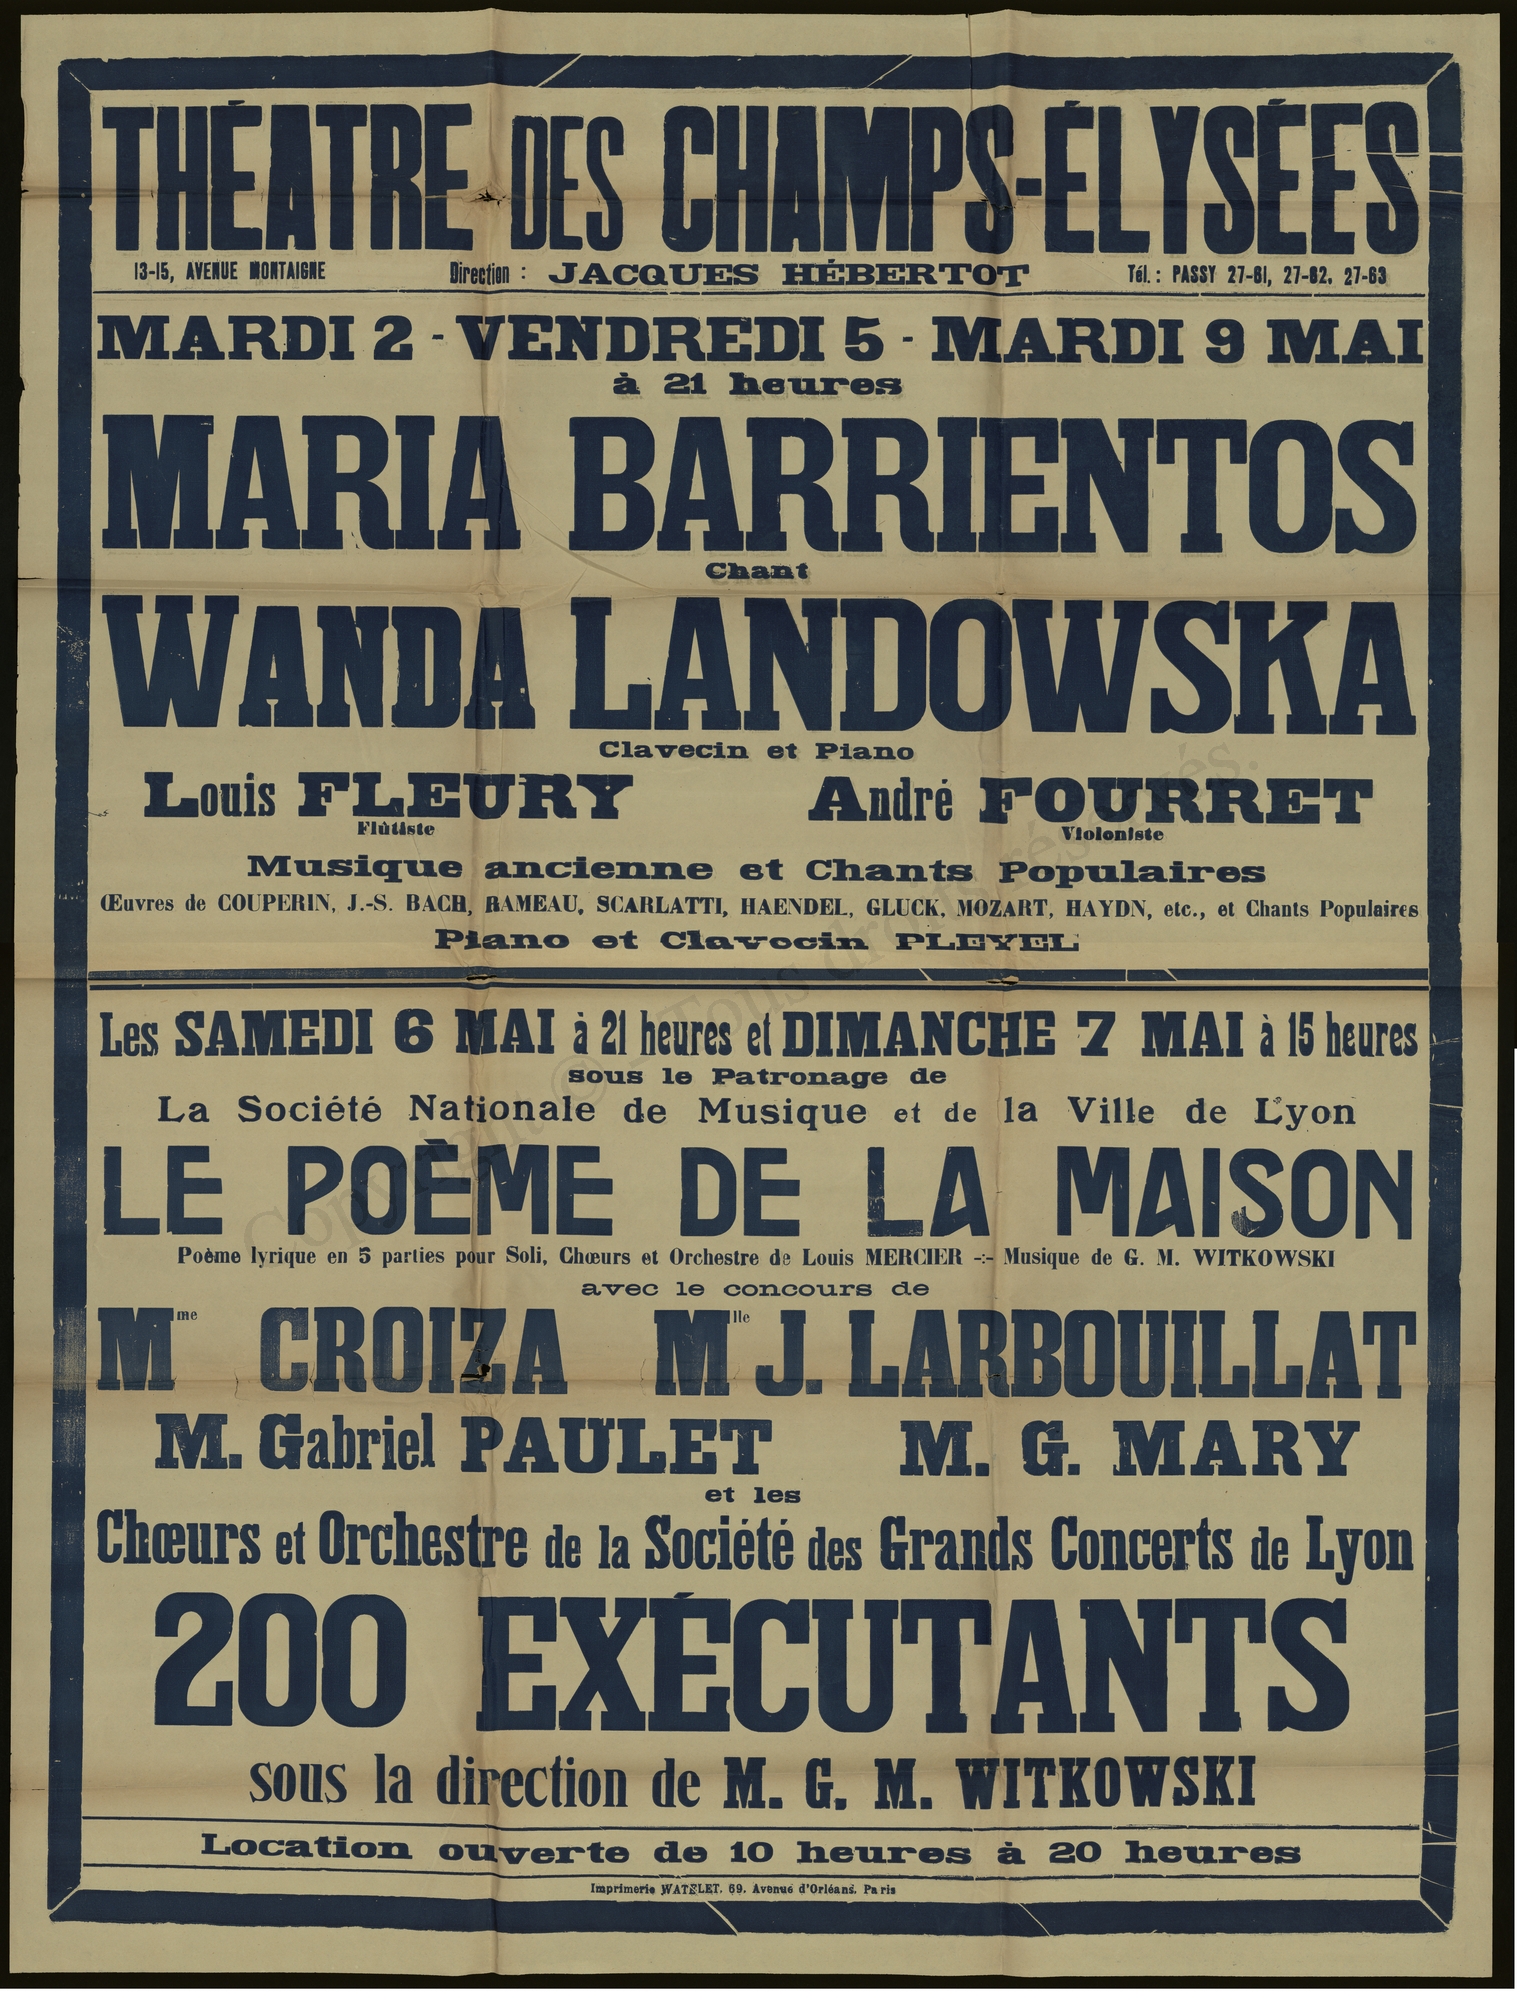 THÉATRE DES CHAMPS-ÉLYSÉES
13-15, AVENUE MONTAIGNE Direction : JACQUES HÉBERTOT Tél. : PASSY 27-61, 27-62, 27-63
MARDI 2 - VENDREDI 5 - MARDI 9 MAI
à 21 heures
MARIA BARRIENTOS
Chant
WANDA LANDOWSKA
Clavecin et Piano
Louis FLEURY André FOURRET
Flûtiste Violoniste
Musique ancienne et Chants Populaires
Œuvres de COUPERIN, J.-S. BACH, RAMEAU, SCARLATTI, HAENDEL, GLUCK, MOZART, HAYDN, etc., et Chants Populaires
Piano et Clavocin PLEYEL
Les SAMEDI 6 MAI à 21 heures et DIMANCHE 7 MAI à 15 heures
sous le Patronage de
La Société Nationale de Musique et de la Ville de Lyon
LE POÈME DE LA MAISON
Poème lyrique en 5 parties pour Soli, Chœurs et Orchestre de Louis MERCIER -:- Musique de G. M. WITKOWSKI
avec le concours de
Mme CROIZA Mlle J. LARBOUILLAT
M. Gabriel PAULET M. G. MARY
et les
Chœurs et Orchestre de la Société des Grands Concerts de Lyon
200 EXÉCUTANTS
sous la direction de M. G. M. WITKOWSKI
Location ouverte de 10 heures à 20 heures
Imprimerie WATELET, 69, Avenue d'Orléans, Paris
Copyright © - Tous droits réservés.